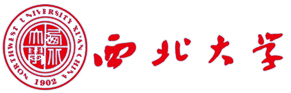 NORTHWEST UNIVERSITY XI'AN CHINA
1902
西北大学